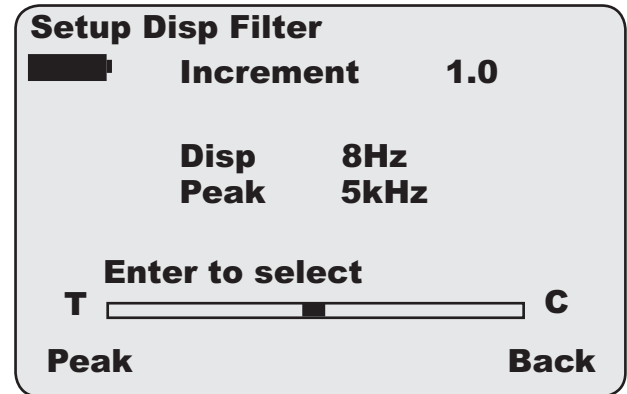 Setup Disp Filter
Increment 1.0
Disp 8Hz
Peak 5kHz
Enter to select
T C
Peak Back